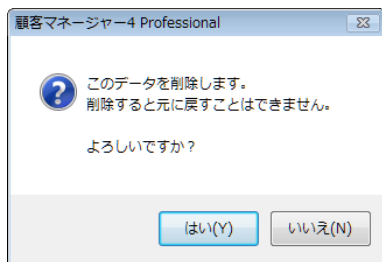 顧客マネージャー4 Professional
このデータを削除します。
削除すると元に戻すことはできません。
よろしいですか？
はい(Y)
いいえ(N)